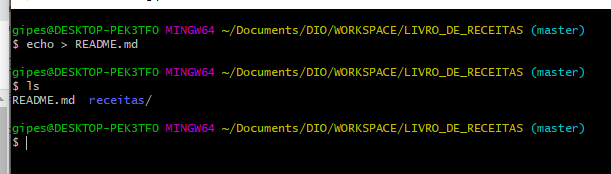 gipes@DESKTOP-PEK3TFO MINGW64 ~/Documents/DIO/WORKSPACE/LIVRO_DE_RECEITAS (master)
$ echo > README.md
gipes@DESKTOP-PEK3TFO MINGW64 ~/Documents/DIO/WORKSPACE/LIVRO_DE_RECEITAS (master)
$ ls
README.md  receitas/
gipes@DESKTOP-PEK3TFO MINGW64 ~/Documents/DIO/WORKSPACE/LIVRO_DE_RECEITAS (master)
$